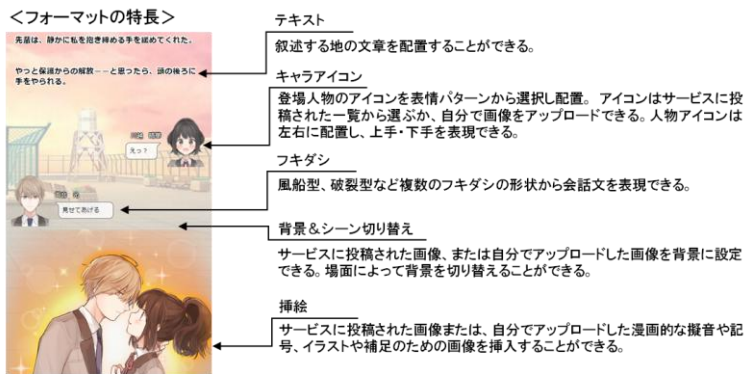 ＜フォーマットの特長＞
先輩は、静かに私を抱き締める手を緩めてくれた。
やっと保護からの解放――と思ったら、頭の後ろに
手をやられる。
えっ？
見せてあげる
テキスト
叙述する地の文章を配置することができる。
キャラアイコン
登場人物のアイコンを表情パターンから選択し配置。 アイコンはサービスに投
稿された一覧から選ぶか、自分で画像をアップロードできる。人物アイコンは
左右に配置し、上手・下手を表現できる。
フキダシ
風船型、破裂型など複数のフキダシの形状から会話文を表現できる。
背景＆シーン切り替え
サービスに投稿された画像、または自分でアップロードした画像を背景に設定
できる。場面によって背景を切り替えることができる。
挿絵
サービスに投稿された画像または、自分でアップロードした漫画的な擬音や記
号、イラストや補足のための画像を挿入することができる。